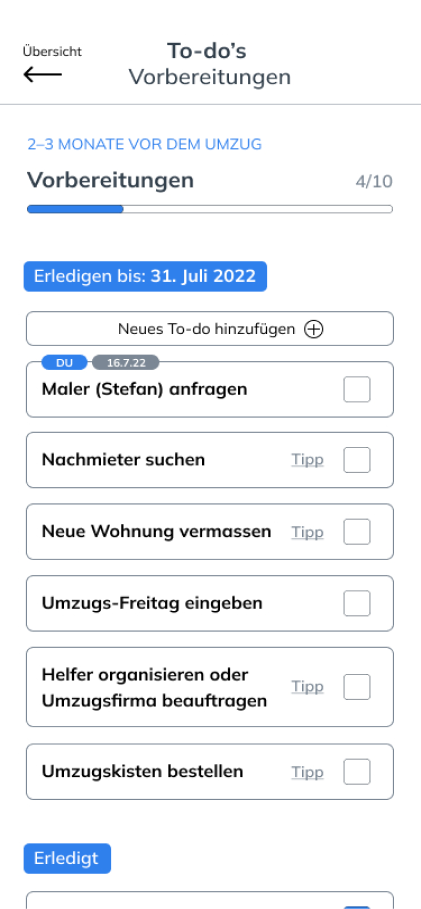 Übersicht
To-do’s
Vorbereitungen
2–3 MONATE VOR DEM UMZUG
Vorbereitungen
4/10
Erledigen bis: 31. Juli 2022
Neues To-do hinzufügen
DU
16.7.22
Maler (Stefan) anfragen
Nachmieter suchen
Tipp
Neue Wohnung vermassen
Tipp
Umzugs-Freitag eingeben
Helfer organisieren oder
Umzugsfirma beauftragen
Tipp
Umzugskisten bestellen
Tipp
Erledigt